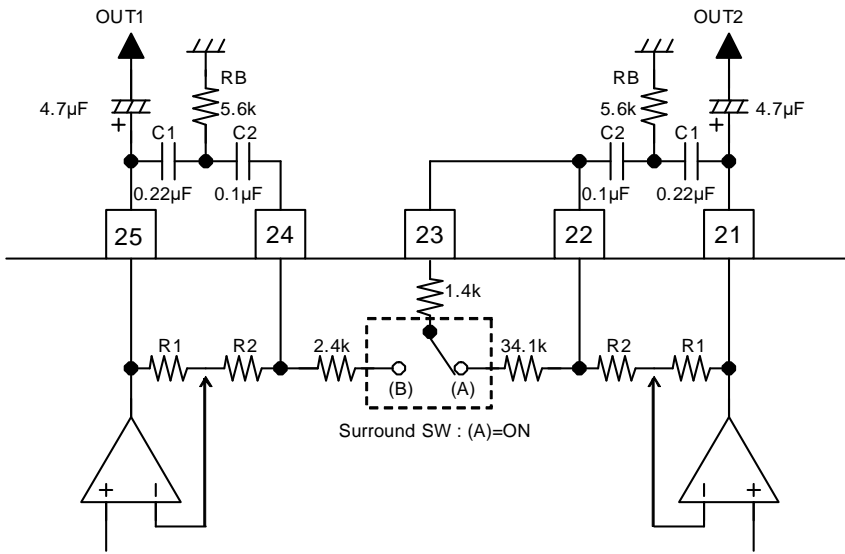 OUT1
OUT2
RB
RB
4.7µF
5.6k
5.6k
4.7µF
+
+
C1
C2
C2
C1
0.22µF
0.1µF
0.1µF
0.22µF
25
24
23
22
21
1.4k
R1
R2
2.4k
34.1k
R2
R1
(B)
(A)
Surround SW : (A)=ON
+
−
−
+